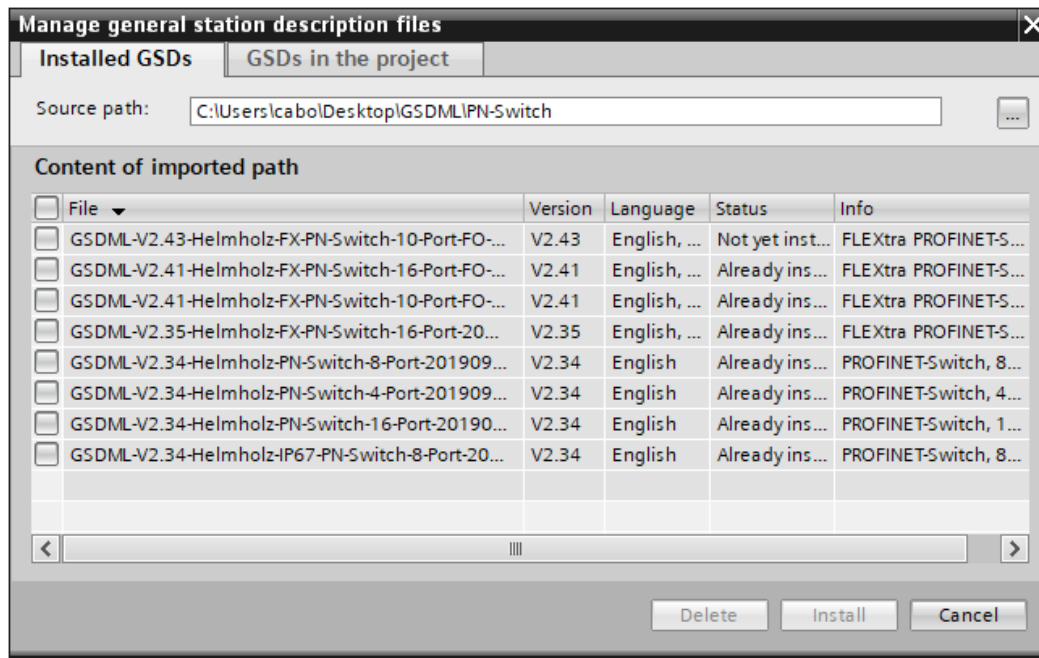 Manage general station description files
Installed GSDs GSDs in the project
Source path: C:\Users\cabo\Desktop\GSDML\PN-Switch ...
Content of imported path
File Version Language Status Info
GSDML-V2.43-Helmholz-FX-PN-Switch-10-Port-FO-... V2.43 English, ... Not yet inst... FLEXtra PROFINET-S...
GSDML-V2.41-Helmholz-FX-PN-Switch-16-Port-FO-... V2.41 English, ... Already ins... FLEXtra PROFINET-S...
GSDML-V2.41-Helmholz-FX-PN-Switch-10-Port-FO-... V2.41 English, ... Already ins... FLEXtra PROFINET-S...
GSDML-V2.35-Helmholz-FX-PN-Switch-16-Port-20... V2.35 English, ... Already ins... FLEXtra PROFINET-S...
GSDML-V2.34-Helmholz-PN-Switch-8-Port-201909... V2.34 English Already ins... PROFINET-Switch, 8...
GSDML-V2.34-Helmholz-PN-Switch-4-Port-201909... V2.34 English Already ins... PROFINET-Switch, 4...
GSDML-V2.34-Helmholz-PN-Switch-16-Port-20190... V2.34 English Already ins... PROFINET-Switch, 1...
GSDML-V2.34-Helmholz-IP67-PN-Switch-8-Port-20... V2.34 English Already ins... PROFINET-Switch, 8...
Delete Install Cancel